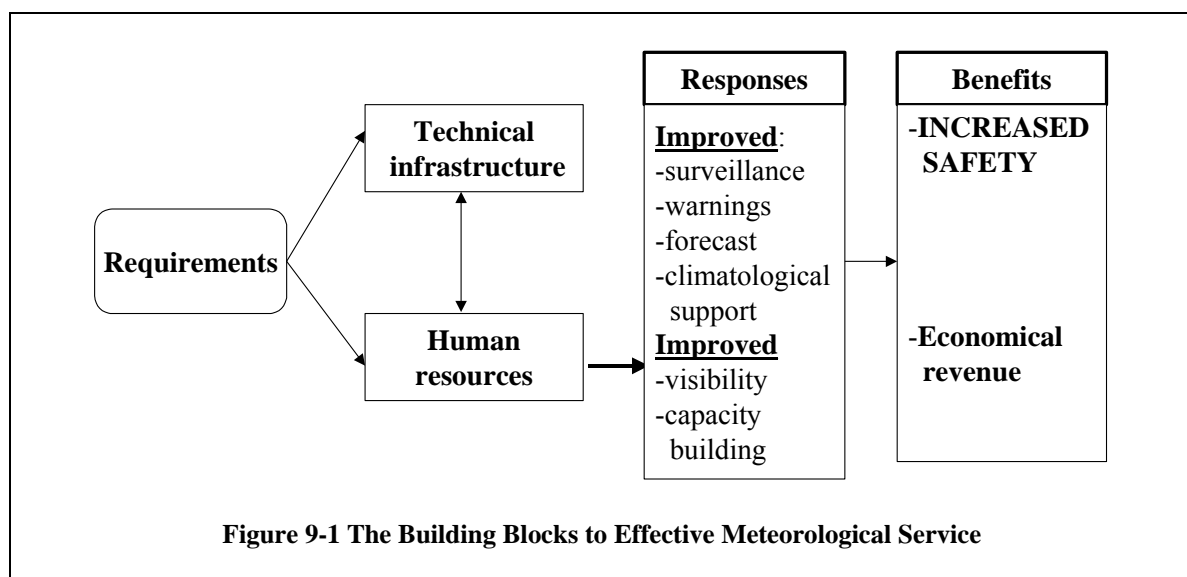 Requirements
Technical
infrastructure
Human
resources
Responses
Improved:
-surveillance
-warnings
-forecast
-climatological
support
Improved
-visibility
-capacity
building
Benefits
-INCREASED
SAFETY
-Economical
revenue
Figure 9-1 The Building Blocks to Effective Meteorological Service